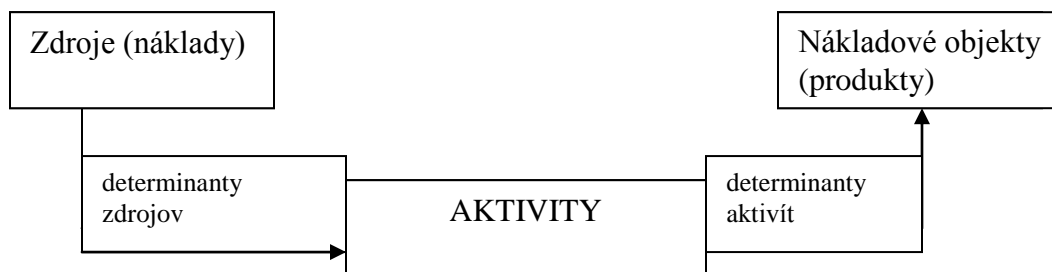 Zdroje (náklady)
Nákladové objekty
(produkty)
determinanty
zdrojov
AKTIVITY
determinanty
aktivít